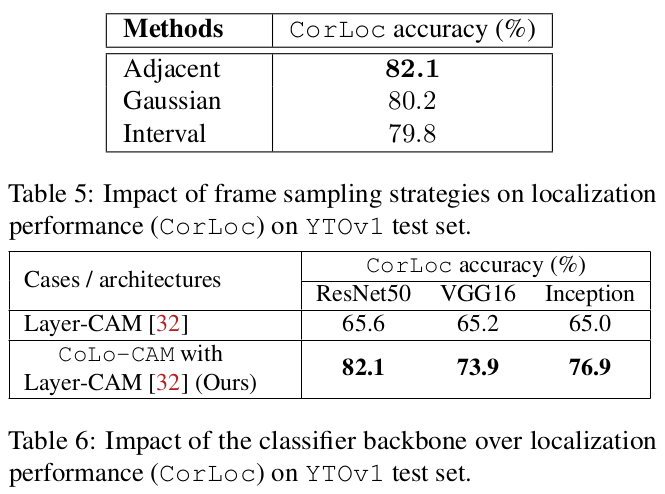 Methods CorLoc accuracy (%)
Adjacent 82.1
Gaussian 80.2
Interval 79.8
Table 5: Impact of frame sampling strategies on localization
performance (CorLoc) on YTOv1 test set.
Cases / architectures CorLoc accuracy (%)
ResNet50 VGG16 Inception
Layer-CAM [32] 65.6 65.2 65.0
CoLo-CAM with
Layer-CAM [32] (Ours) 82.1 73.9 76.9
Table 6: Impact of the classifier backbone over localization
performance (CorLoc) on YTOv1 test set.